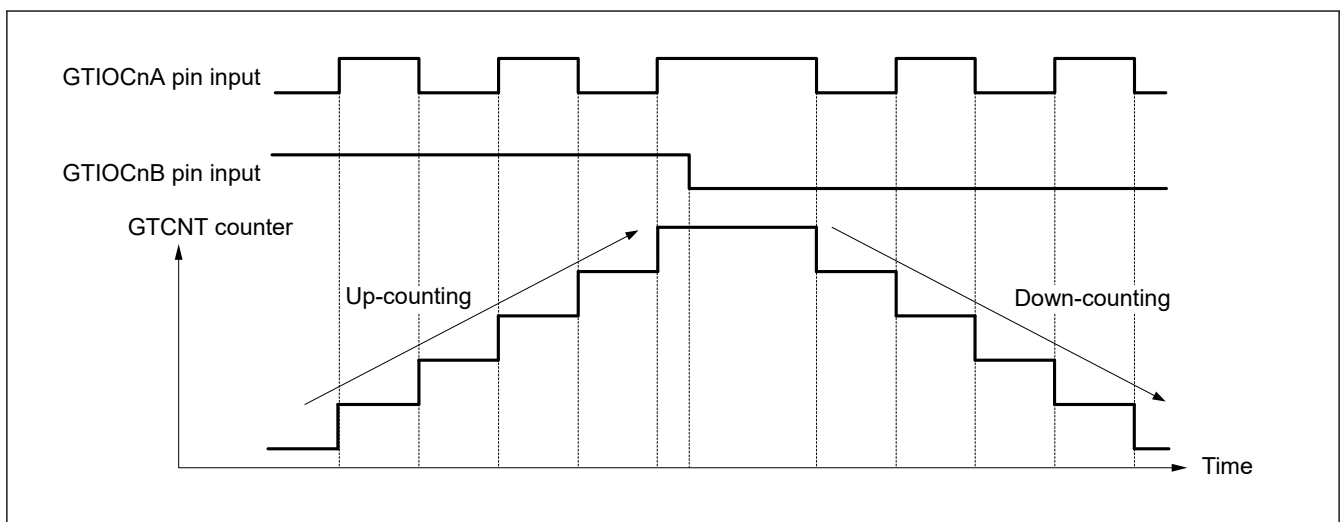 GTIOCnA pin input
GTIOCnB pin input
GTCNT counter
Up-counting
Down-counting
Time